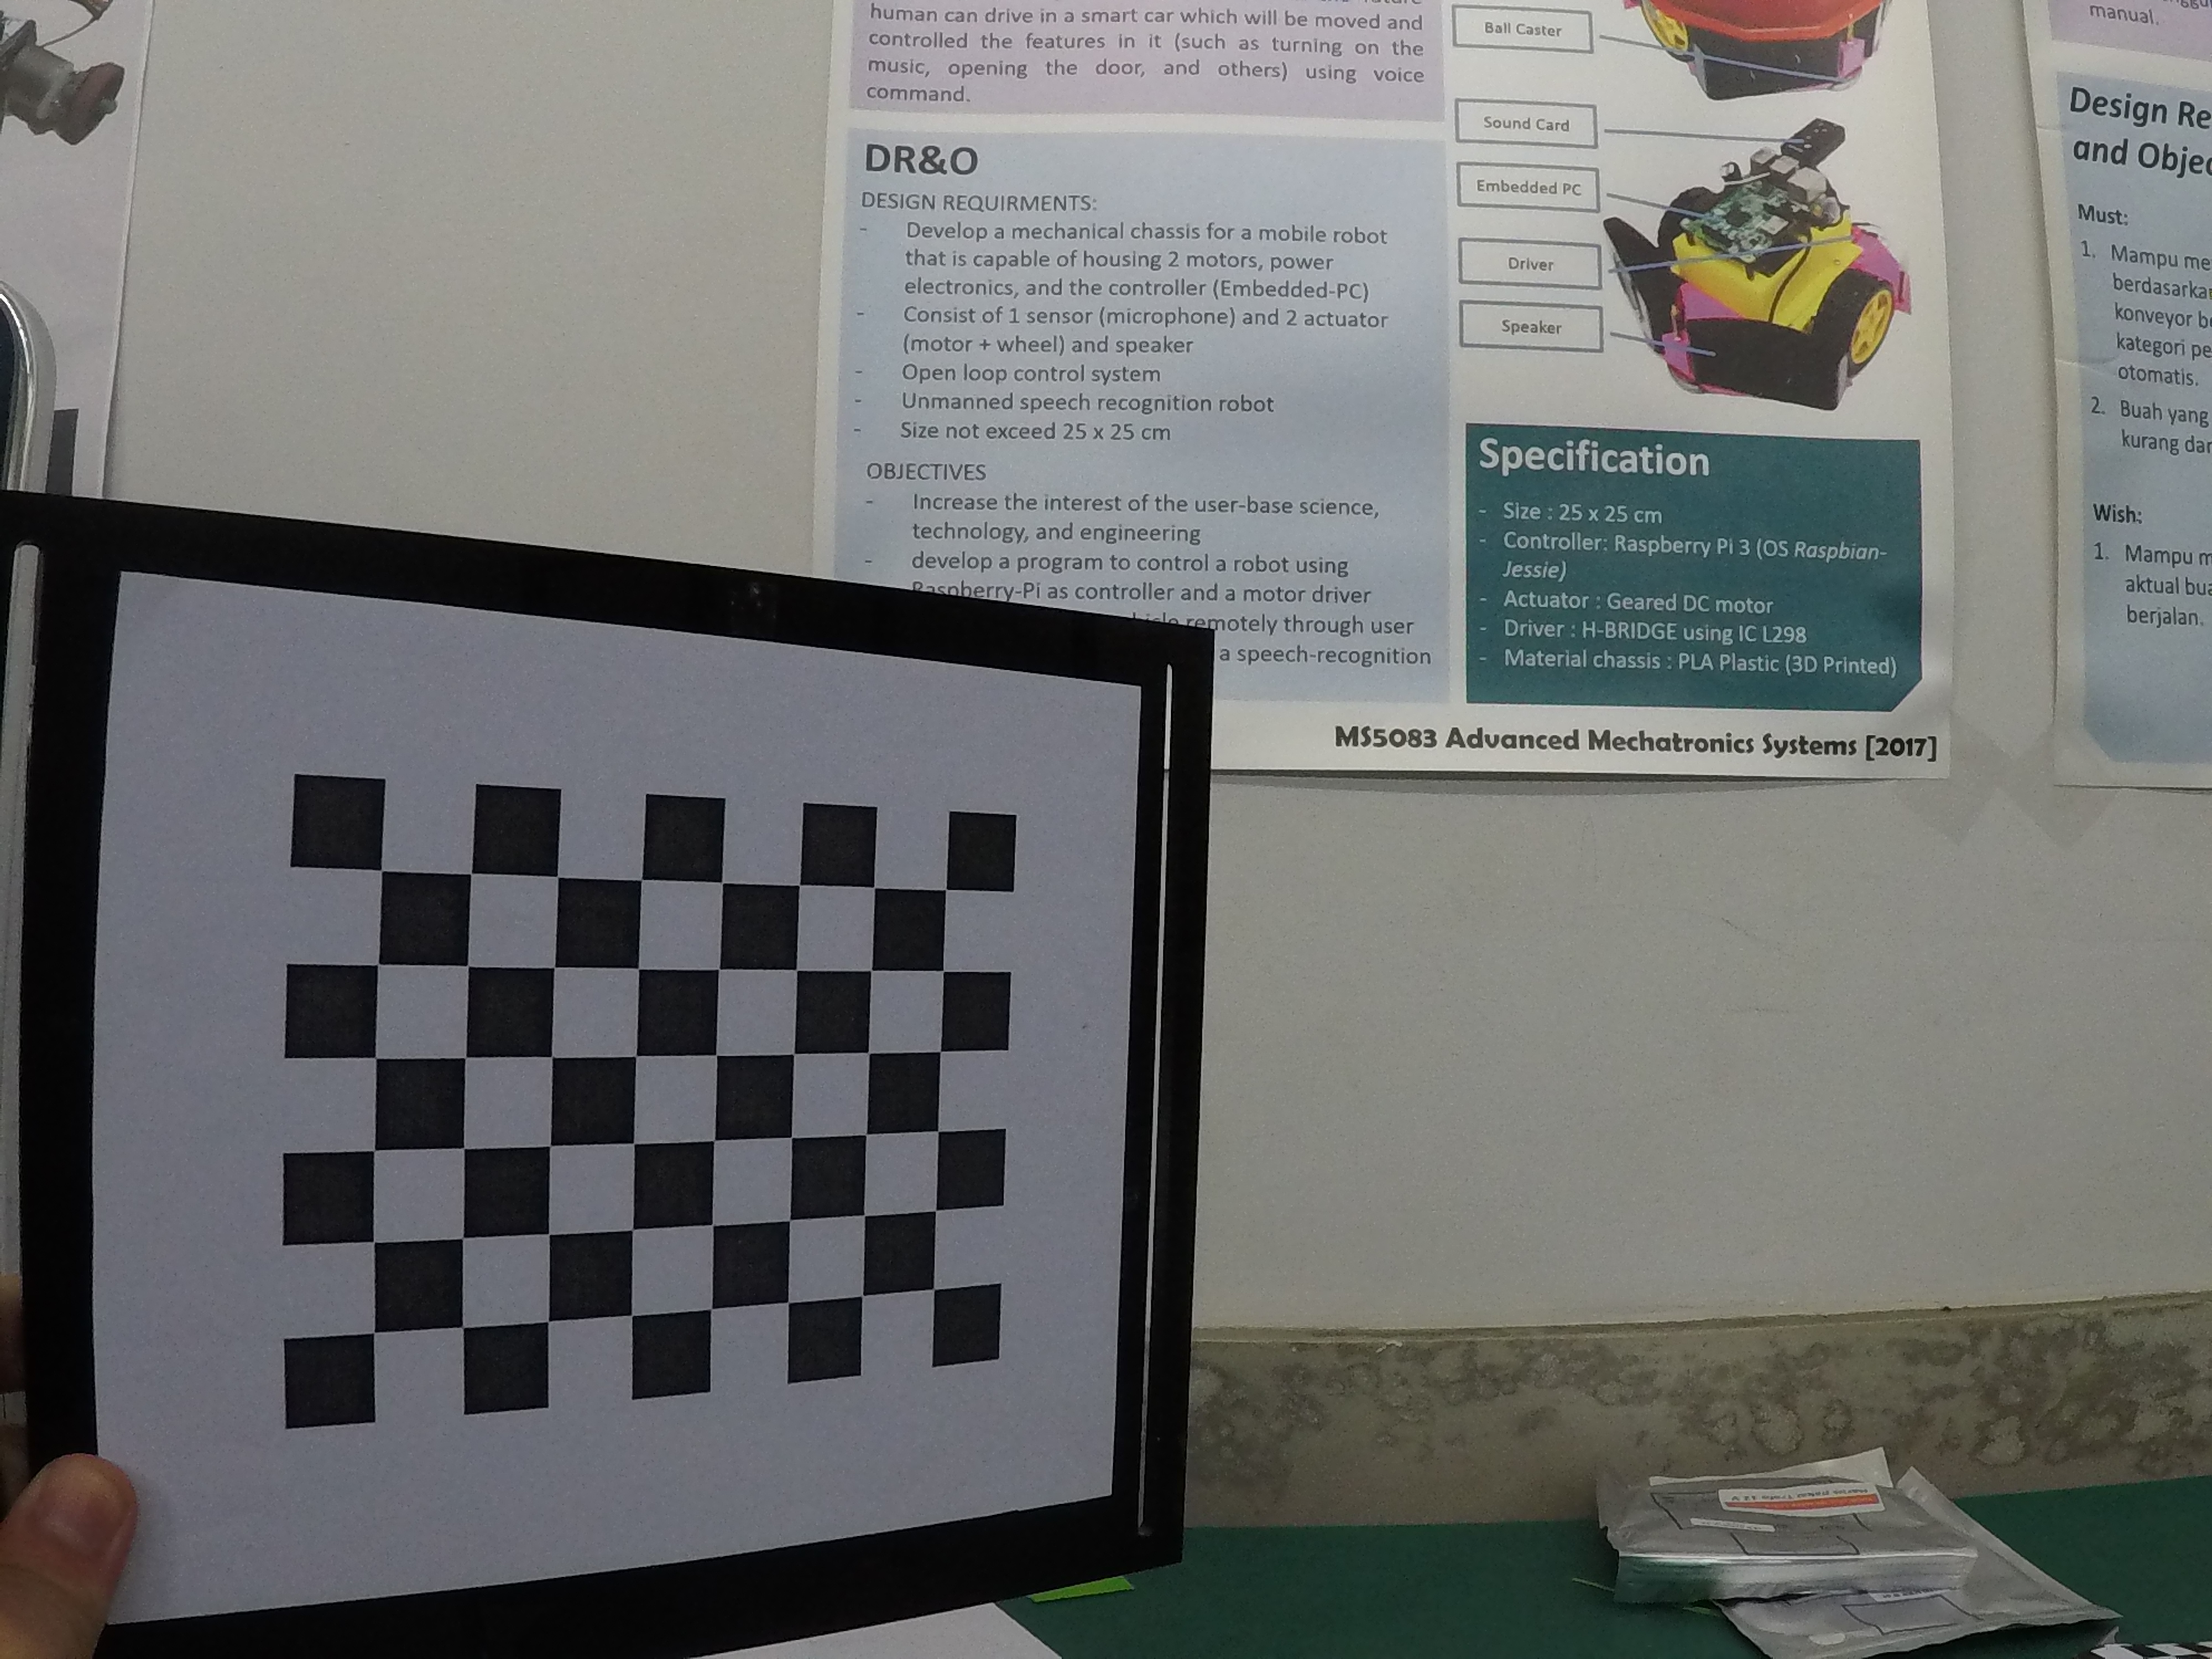 human can drive in a smart car which will be moved and
controlled the features in it (such as turning on the
music, opening the door, and others) using voice
command.
DR&O
DESIGN REQUIRMENTS:
- Develop a mechanical chassis for a mobile robot
that is capable of housing 2 motors, power
electronics, and the controller (Embedded-PC)
- Consist of 1 sensor (microphone) and 2 actuator
(motor + wheel) and speaker
- Open loop control system
- Unmanned speech recognition robot
- Size not exceed 25 x 25 cm
OBJECTIVES
- Increase the interest of the user-base science,
technology, and engineering
- develop a program to control a robot using
Raspberry-Pi as controller and a motor driver
remotely through user
a speech-recognition
Ball Caster
Sound Card
Embedded PC
Driver
Speaker
Specification
- Size : 25 x 25 cm
- Controller: Raspberry Pi 3 (OS Raspbian-
Jessie)
- Actuator : Geared DC motor
- Driver : H-BRIDGE using IC L298
- Material chassis : PLA Plastic (3D Printed)
MS5083 Advanced Mechatronics Systems [2017]
manual.
Design Re
and Objec
Must:
1. Mampu me
berdasarka
konveyor b
kategori pe
otomatis.
2. Buah yang
kurang dar
Wish:
1. Mampu m
aktual bua
berjalan.